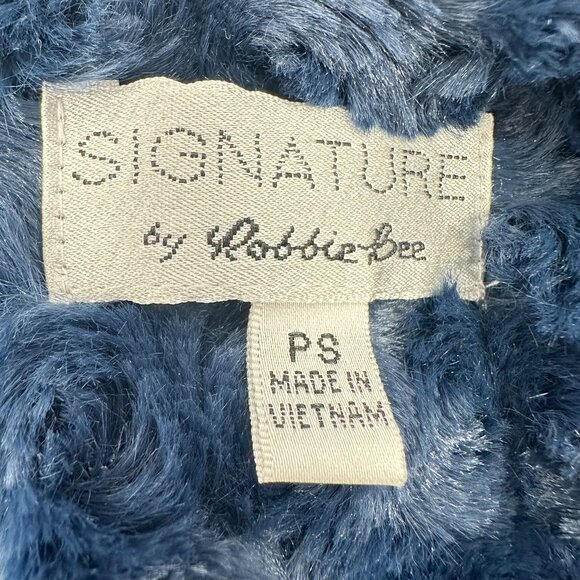 SIGNATURE
by Robbie Bee
PS
MADE IN
VIETNAM